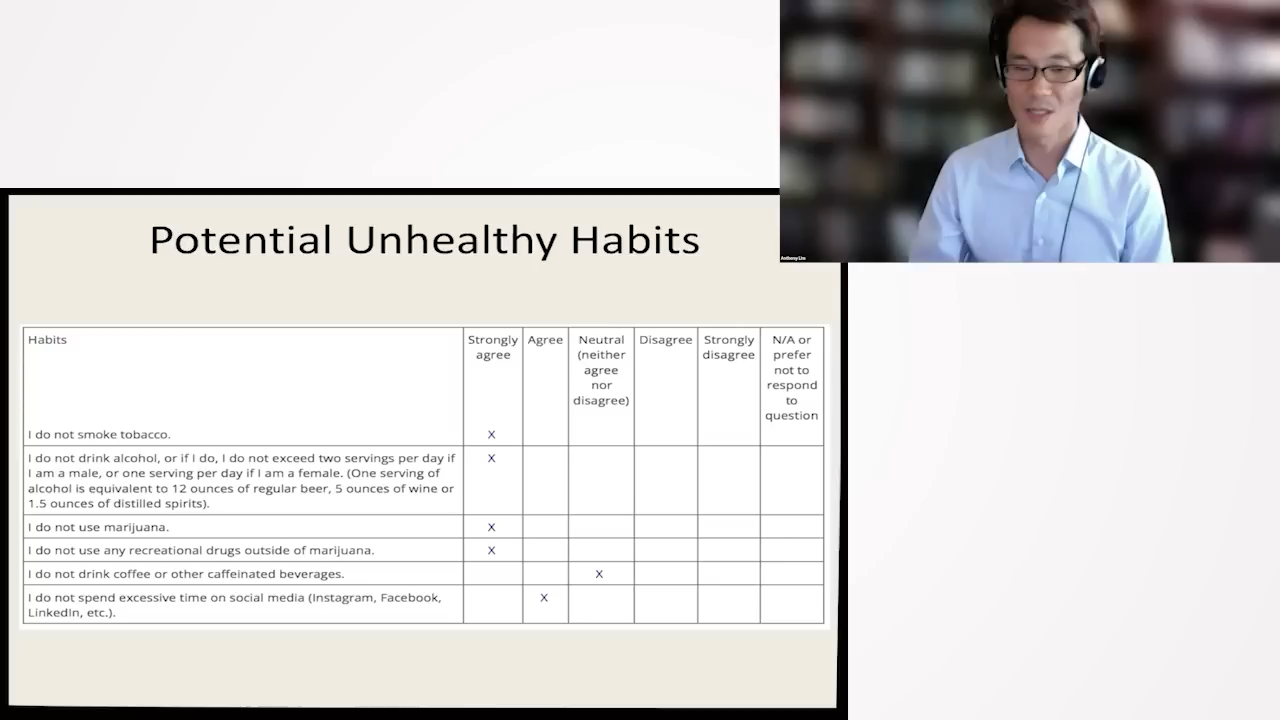 Anthony Lim
Potential Unhealthy Habits
Habits
Strongly
agree
Agree
Neutral
(neither
agree
nor
disagree)
Disagree
Strongly
disagree
N/A or
prefer
not to
respond
to
question
I do not smoke tobacco. X
I do not drink alcohol, or if I do, I do not exceed two servings per day if X
I am a male, or one serving per day if I am a female. (One serving of
alcohol is equivalent to 12 ounces of regular beer, 5 ounces of wine or
1.5 ounces of distilled spirits).
I do not use marijuana. X
I do not use any recreational drugs outside of marijuana. X
I do not drink coffee or other caffeinated beverages. X
I do not spend excessive time on social media (Instagram, Facebook, X
LinkedIn, etc.).